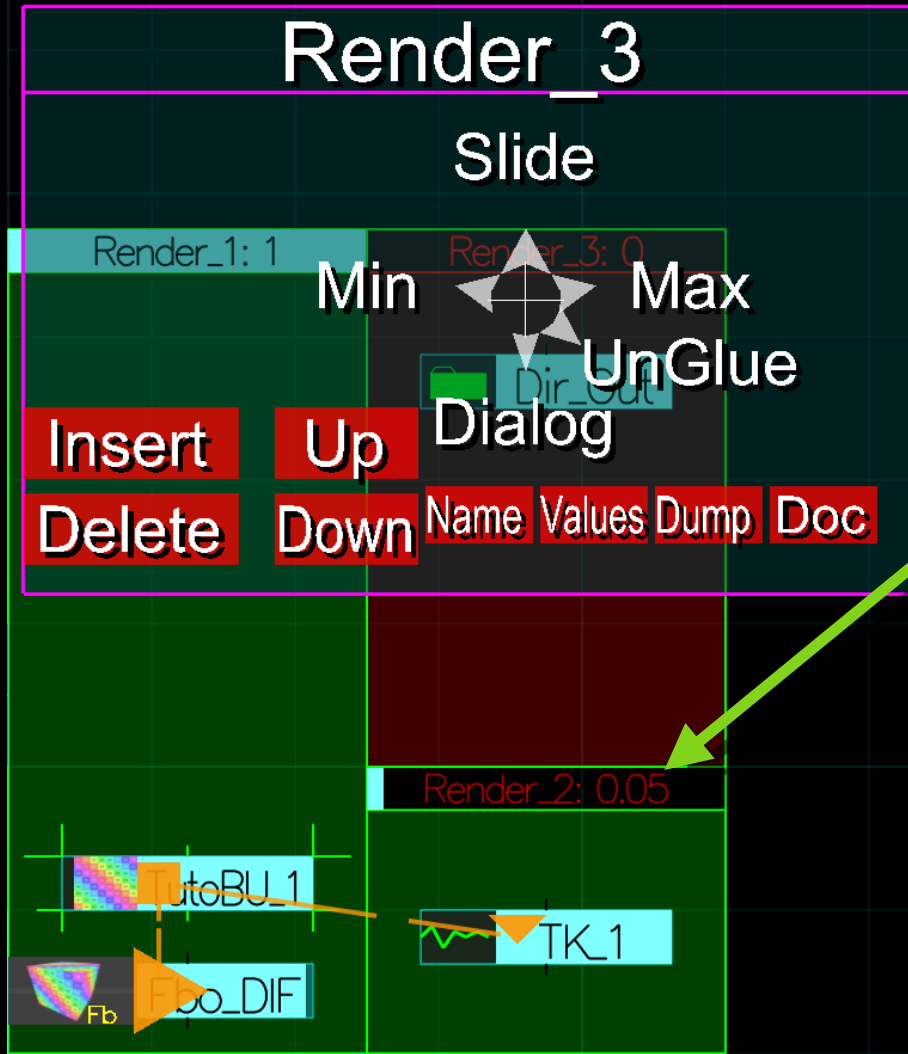 Render_3
Slide
Render_1: 1
Render_3: 0
Min
Max
UnGlue
Dir_Out
Dialog
Insert
Up
Delete
Down
Name
Values
Dump
Doc
Render_2: 0.05
TutoBU_1
TK_1
Fbo_DIF
Fb